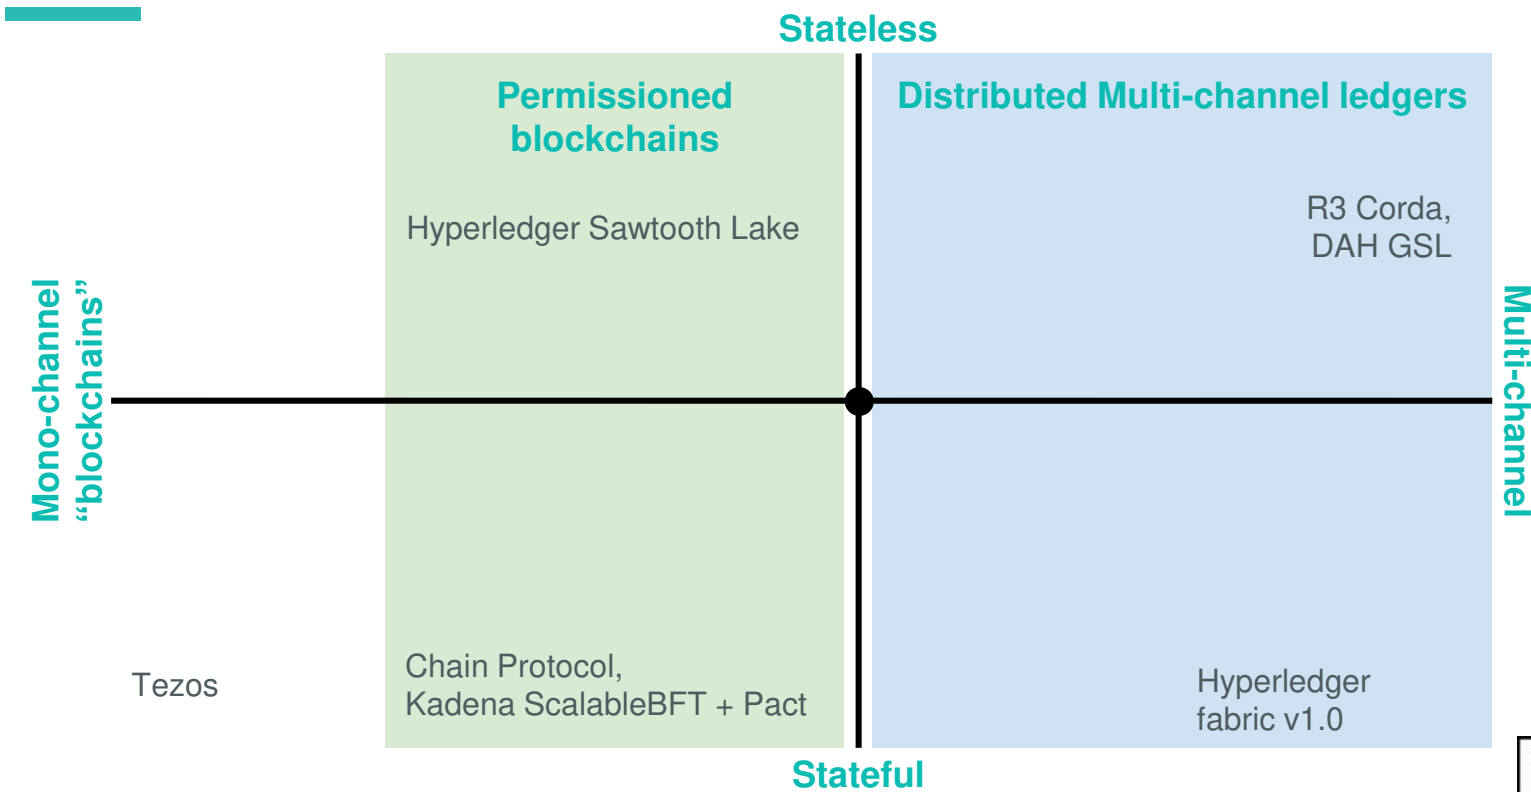 Stateless
Permissioned
blockchains
Distributed Multi-channel ledgers
Hyperledger Sawtooth Lake
R3 Corda,
DAH GSL
Mono-channel
“blockchains”
Multi-channel
Tezos
Chain Protocol,
Kadena ScalableBFT + Pact
Hyperledger
fabric v1.0
Stateful